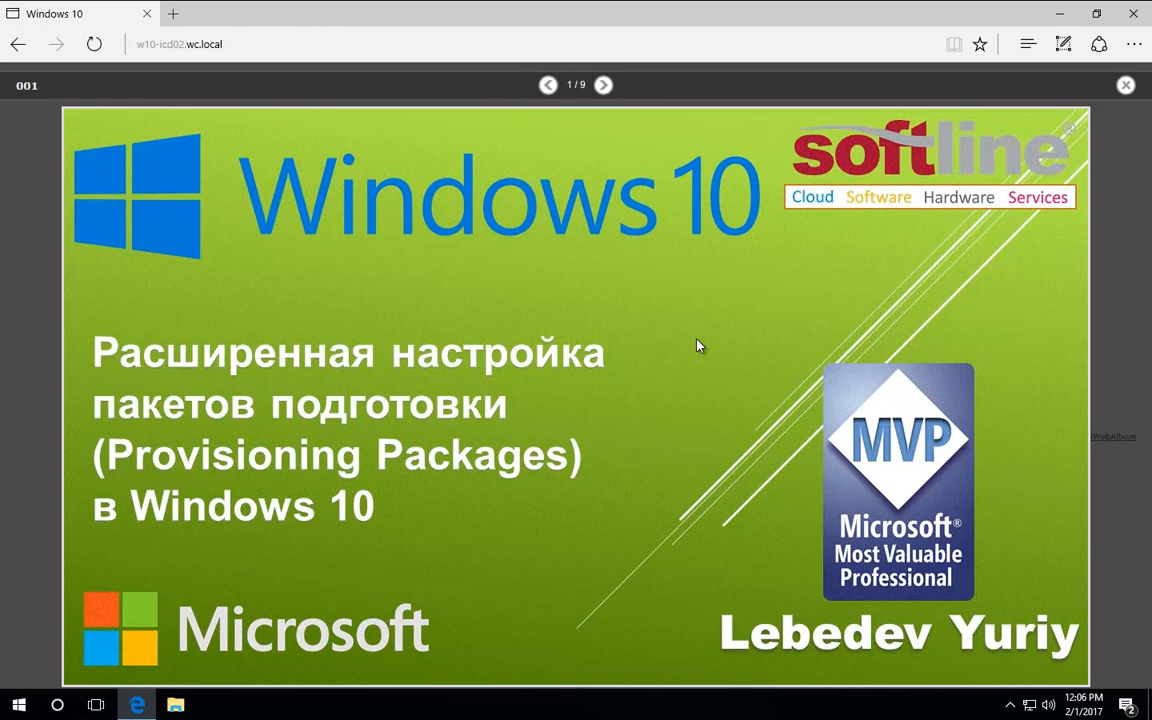 Windows 10
w10-icd02.wc.local
001
1 / 9
Windows 10
softline®
Cloud Software Hardware Services
Расширенная настройка
пакетов подготовки
(Provisioning Packages)
в Windows 10
MVP
Microsoft®
Most Valuable
Professional
WebAlbum
Microsoft
Lebedev Yuriy
12:06 PM
2/1/2017
2